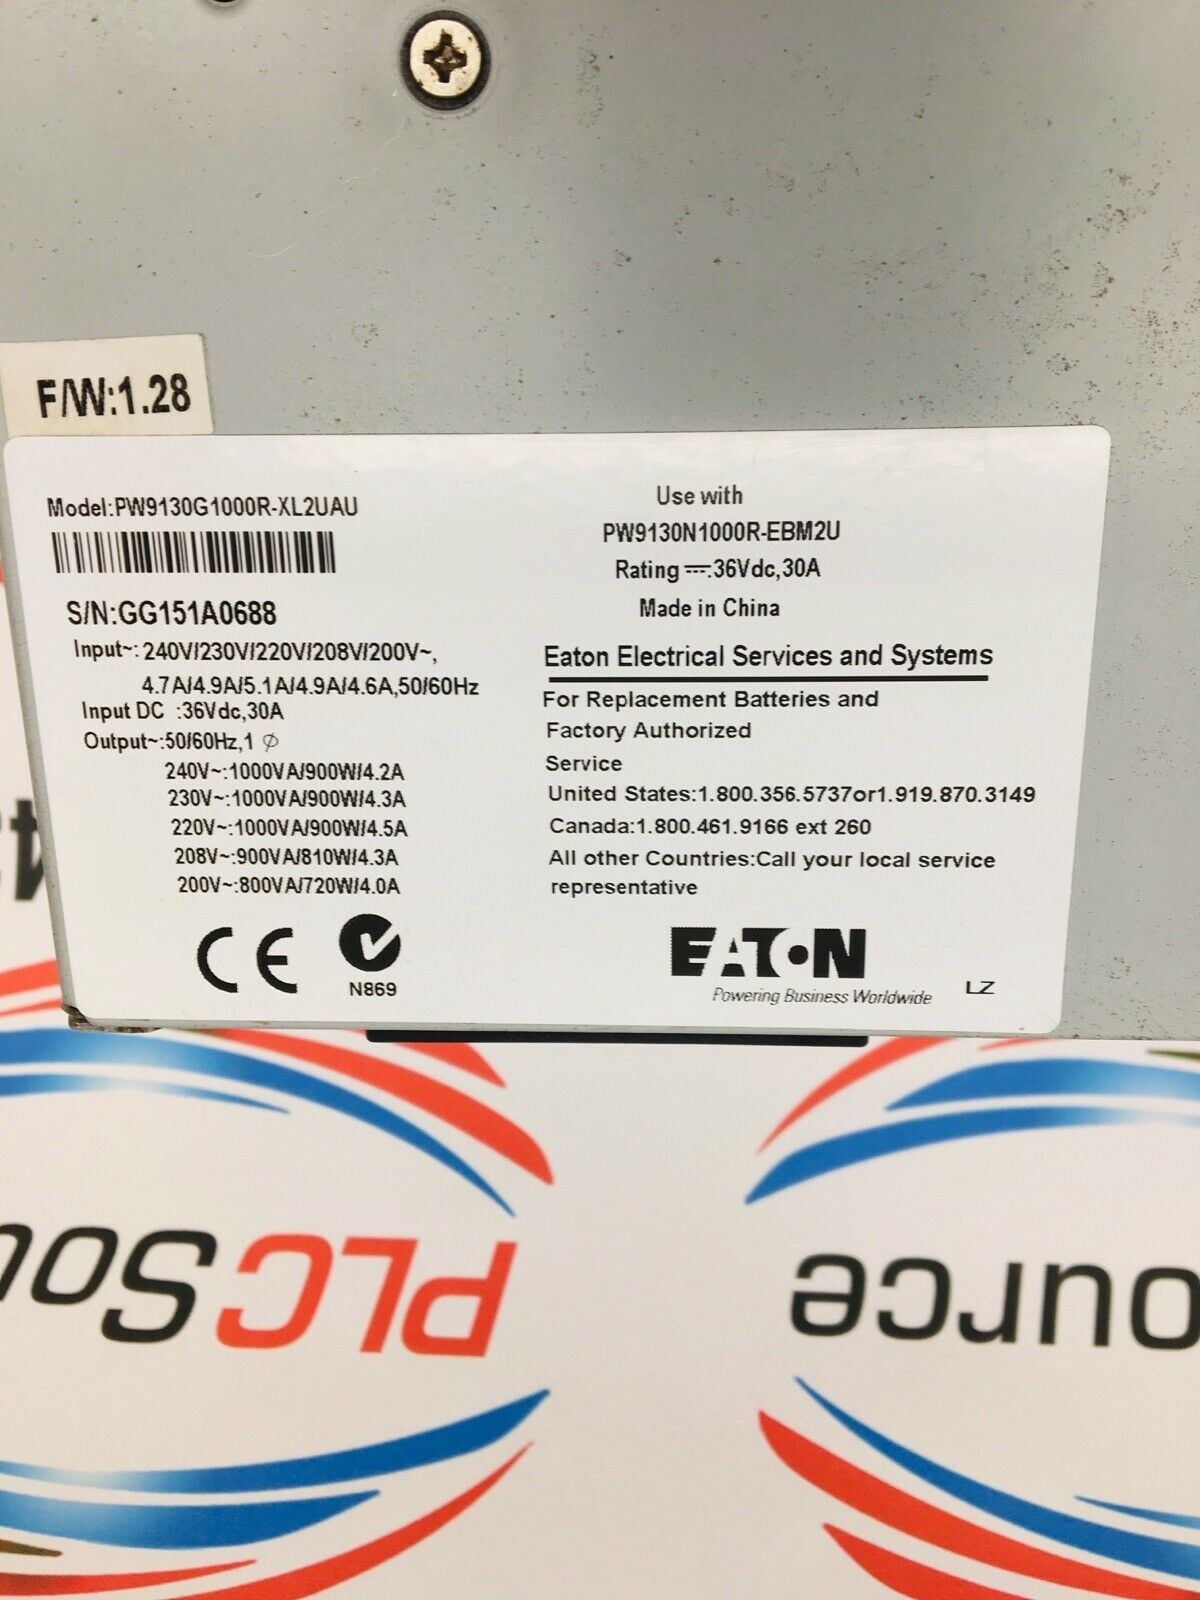 F/W:1.28
Model:PW9130G1000R-XL2UAU
S/N:GG151A0688
Input~: 240V/230V/220V/208V/200V~,
4.7A/4.9A/5.1A/4.9A/4.6A,50/60Hz
Input DC :36Vdc,30A
Output~:50/60Hz,1 ∅
240V~:1000VA/900W/4.2A
230V~:1000VA/900W/4.3A
220V~:1000VA/900W/4.5A
208V~:900VA/810W/4.3A
200V~:800VA/720W/4.0A
CE
N869
Use with
PW9130N1000R-EBM2U
Rating ⎓:36Vdc,30A
Made in China
Eaton Electrical Services and Systems
For Replacement Batteries and
Factory Authorized
Service
United States:1.800.356.5737or1.919.870.3149
Canada:1.800.461.9166 ext 260
All other Countries:Call your local service
representative
EATON
Powering Business Worldwide
LZ
PLC Sou
ource